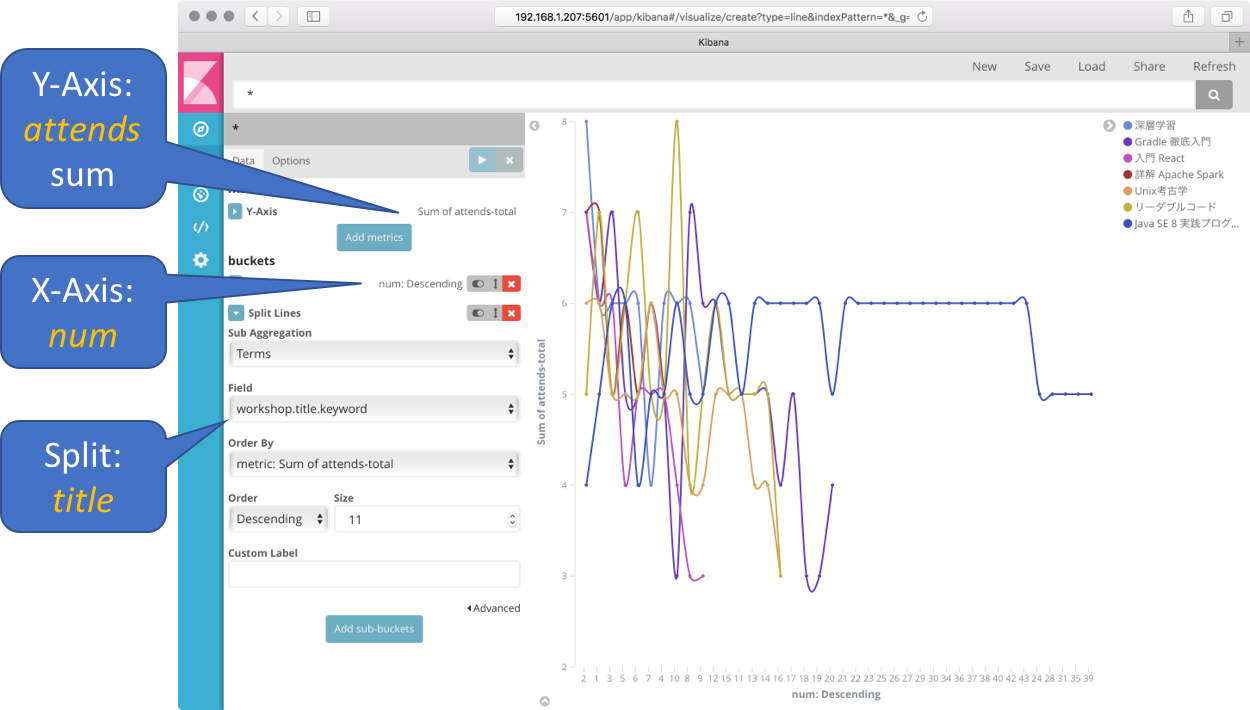 192.168.1.207:5601/app/kibana#/visualize/create?type=line&indexPattern=*&_g=
Kibana
New Save Load Share Refresh
*
*
Data Options
Y-Axis Sum of attends-total
Add metrics
buckets
num: Descending
Split Lines
Sub Aggregation
Terms
Field
workshop.title.keyword
Order By
metric: Sum of attends-total
Order Size
Descending 11
Custom Label
Advanced
Add sub-buckets
Y-Axis:
attends
sum
X-Axis:
num
Split:
title
Sum of attends-total
8
7
6
5
4
3
2
2 1 3 5 6 7 4 10 8 9 12 15 11 13 14 16 17 18 19 20 21 22 23 25 26 27 29 30 34 36 37 38 40 42 43 24 28 31 35 39
num: Descending
深層学習
Gradle 徹底入門
入門 React
詳解 Apache Spark
Unix考古学
リーダブルコード
Java SE 8 実践プログ...